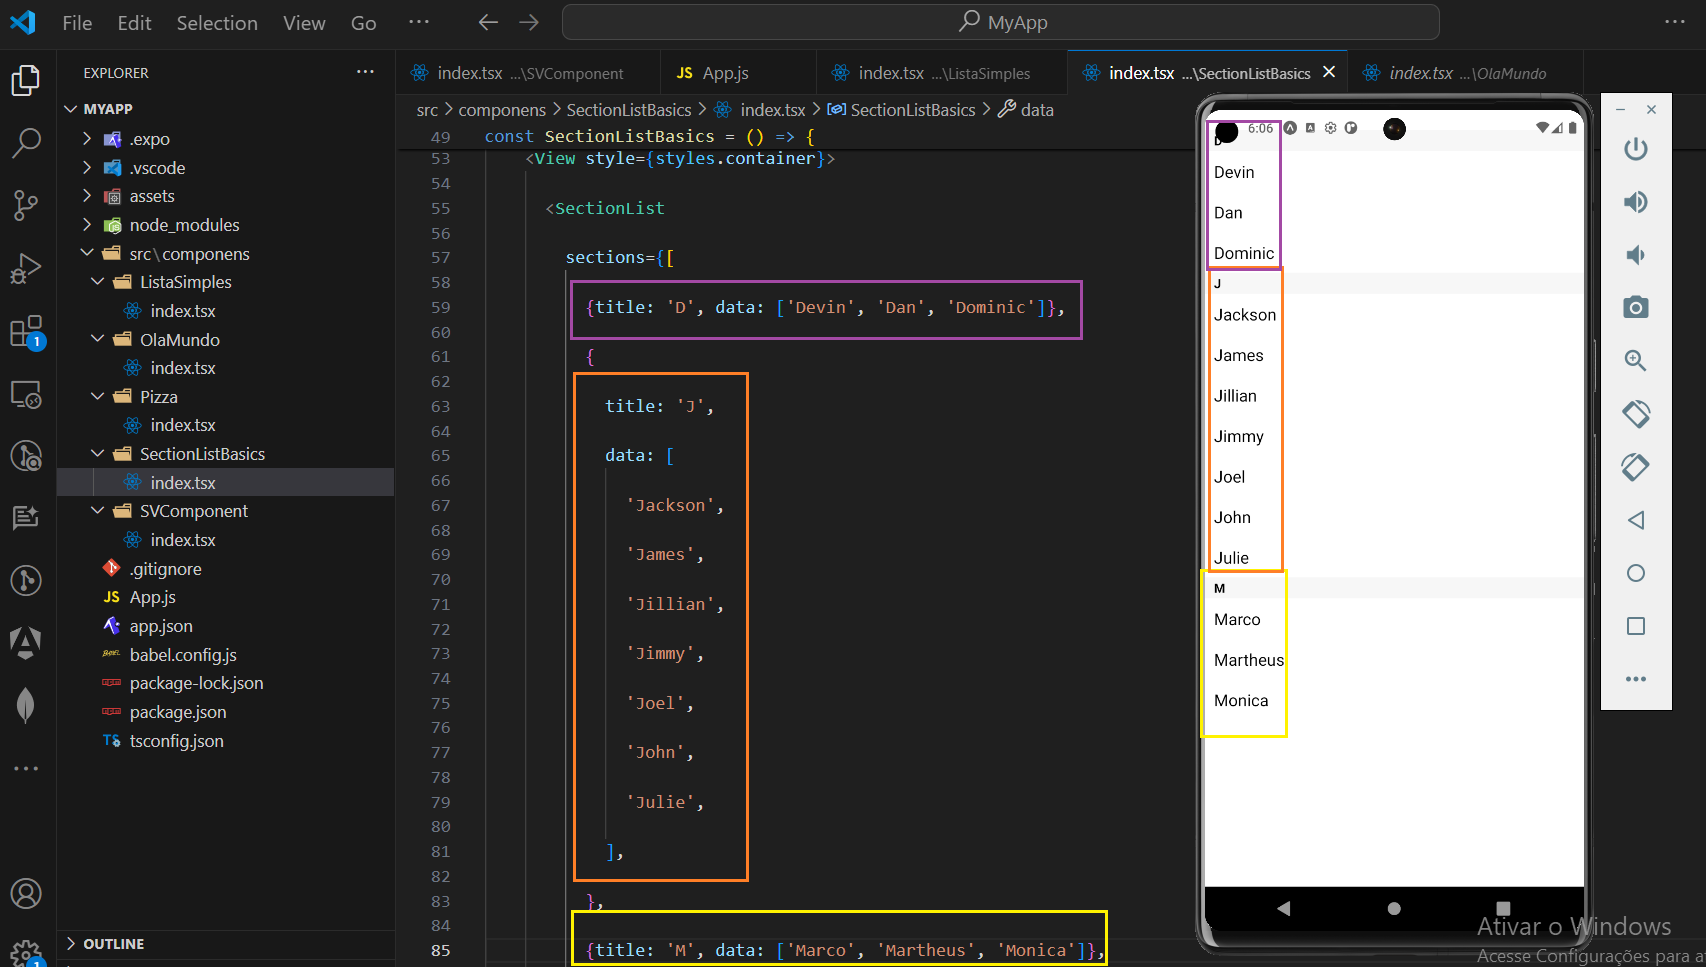 File Edit Selection View Go ··· MyApp ···
EXPLORER ···
MYAPP
.expo
.vscode
assets
node_modules
src\componens
ListaSimples
index.tsx
OlaMundo
index.tsx
Pizza
index.tsx
SectionListBasics
index.tsx
SVComponent
index.tsx
.gitignore
JS App.js
app.json
BABEL babel.config.js
package-lock.json
package.json
TS tsconfig.json
OUTLINE
1
1
index.tsx ...\SVComponent
JS App.js
index.tsx ...\ListaSimples
index.tsx ...\SectionListBasics
index.tsx ...\OlaMundo
src > componens > SectionListBasics > index.tsx > SectionListBasics > data
49 const SectionListBasics = () => {
53 <View style={styles.container}>
54
55 <SectionList
56
57 sections={[
58
59 {title: 'D', data: ['Devin', 'Dan', 'Dominic']},
60
61 {
62
63 title: 'J',
64
65 data: [
66
67 'Jackson',
68
69 'James',
70
71 'Jillian',
72
73 'Jimmy',
74
75 'Joel',
76
77 'John',
78
79 'Julie',
80
81 ],
82
83 },
84
85 {title: 'M', data: ['Marco', 'Martheus', 'Monica']},
6:06
D
Devin
Dan
Dominic
J
Jackson
James
Jillian
Jimmy
Joel
John
Julie
M
Marco
Martheus
Monica
Ativar o Windows
Acesse Configurações para a